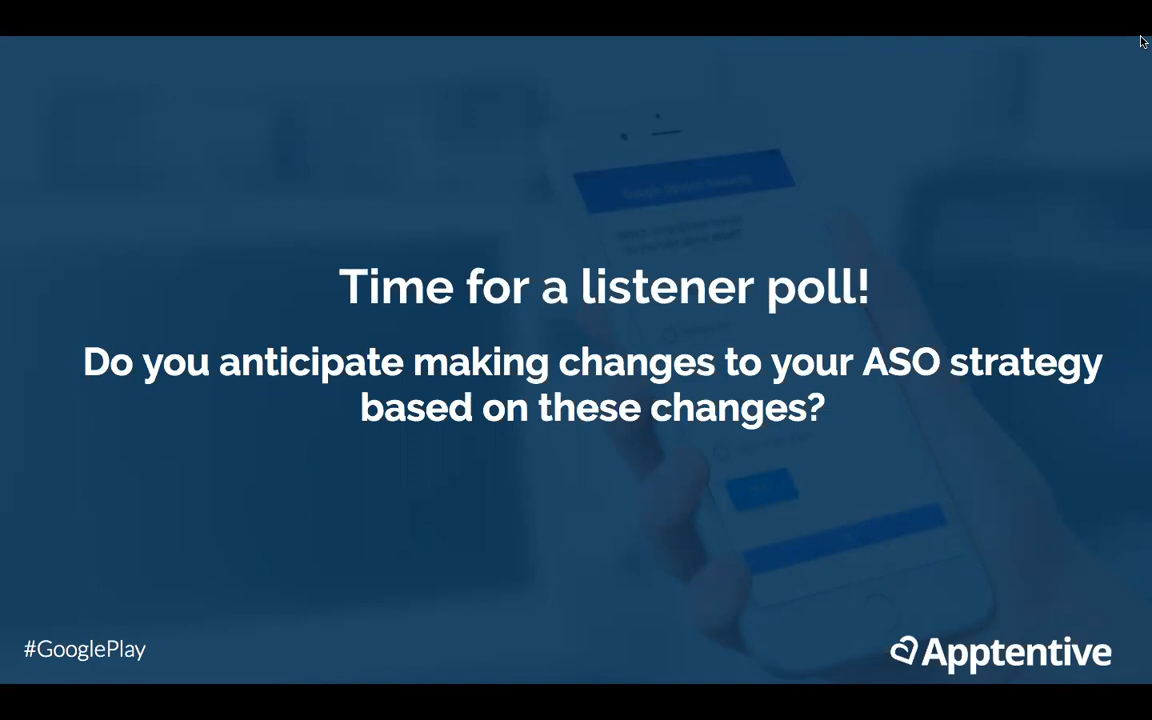 Time for a listener poll!
Do you anticipate making changes to your ASO strategy
based on these changes?
#GooglePlay
Apptentive